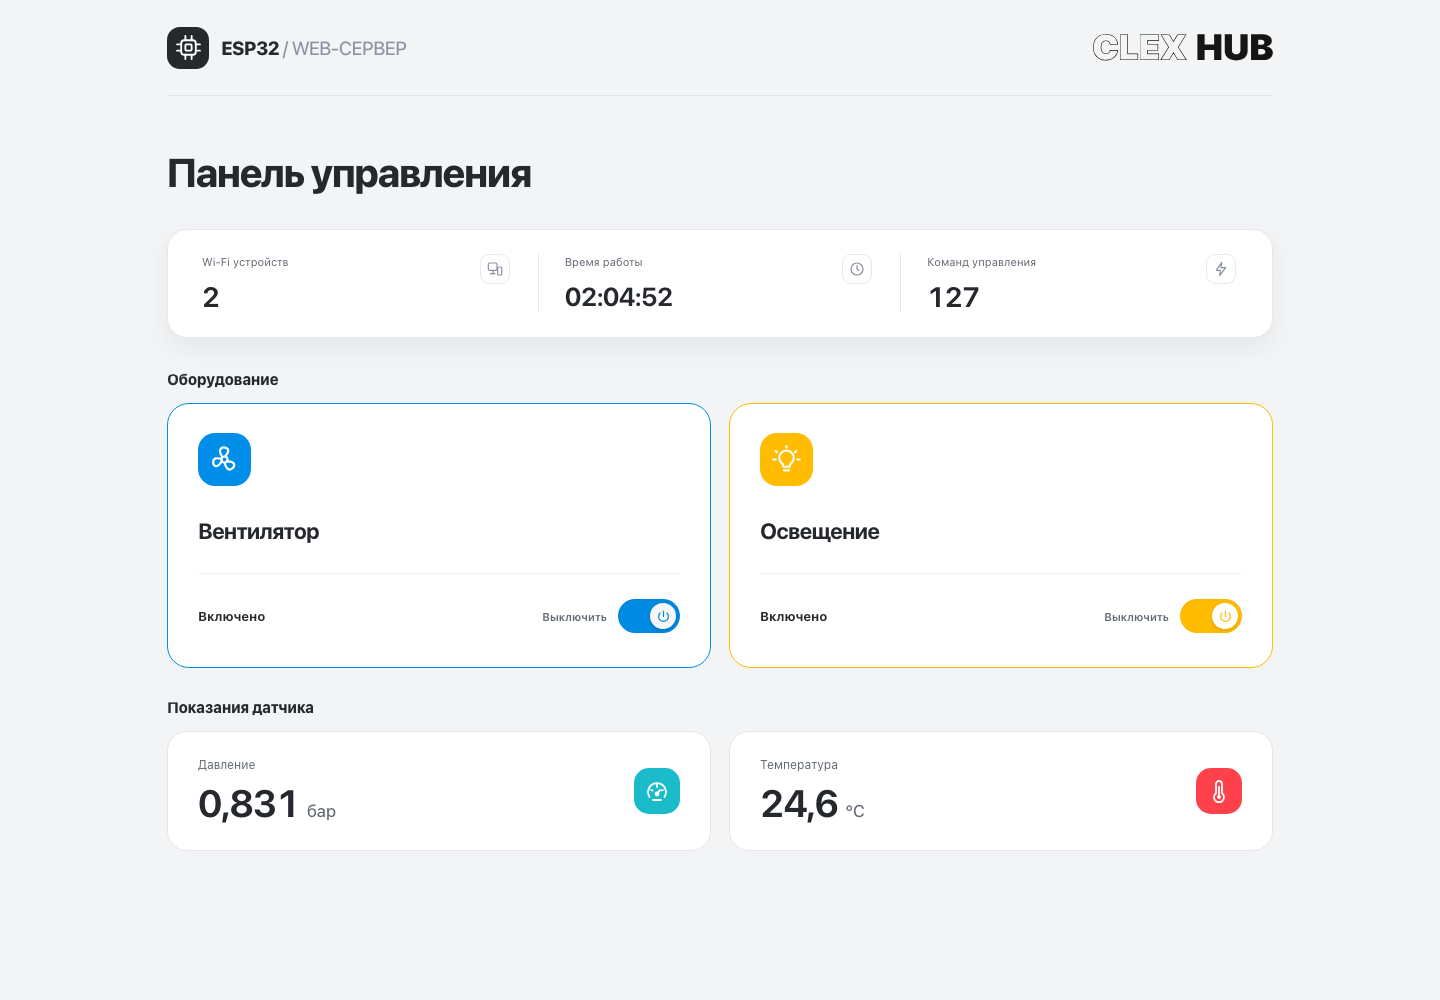 ESP32 / WEB-СЕРВЕР
CLEX HUB
Панель управления
Wi-Fi устройств
2
Время работы
02:04:52
Команд управления
127
Оборудование
Вентилятор
Включено
Выключить
Освещение
Включено
Выключить
Показания датчика
Давление
0,831 бар
Температура
24,6 °C